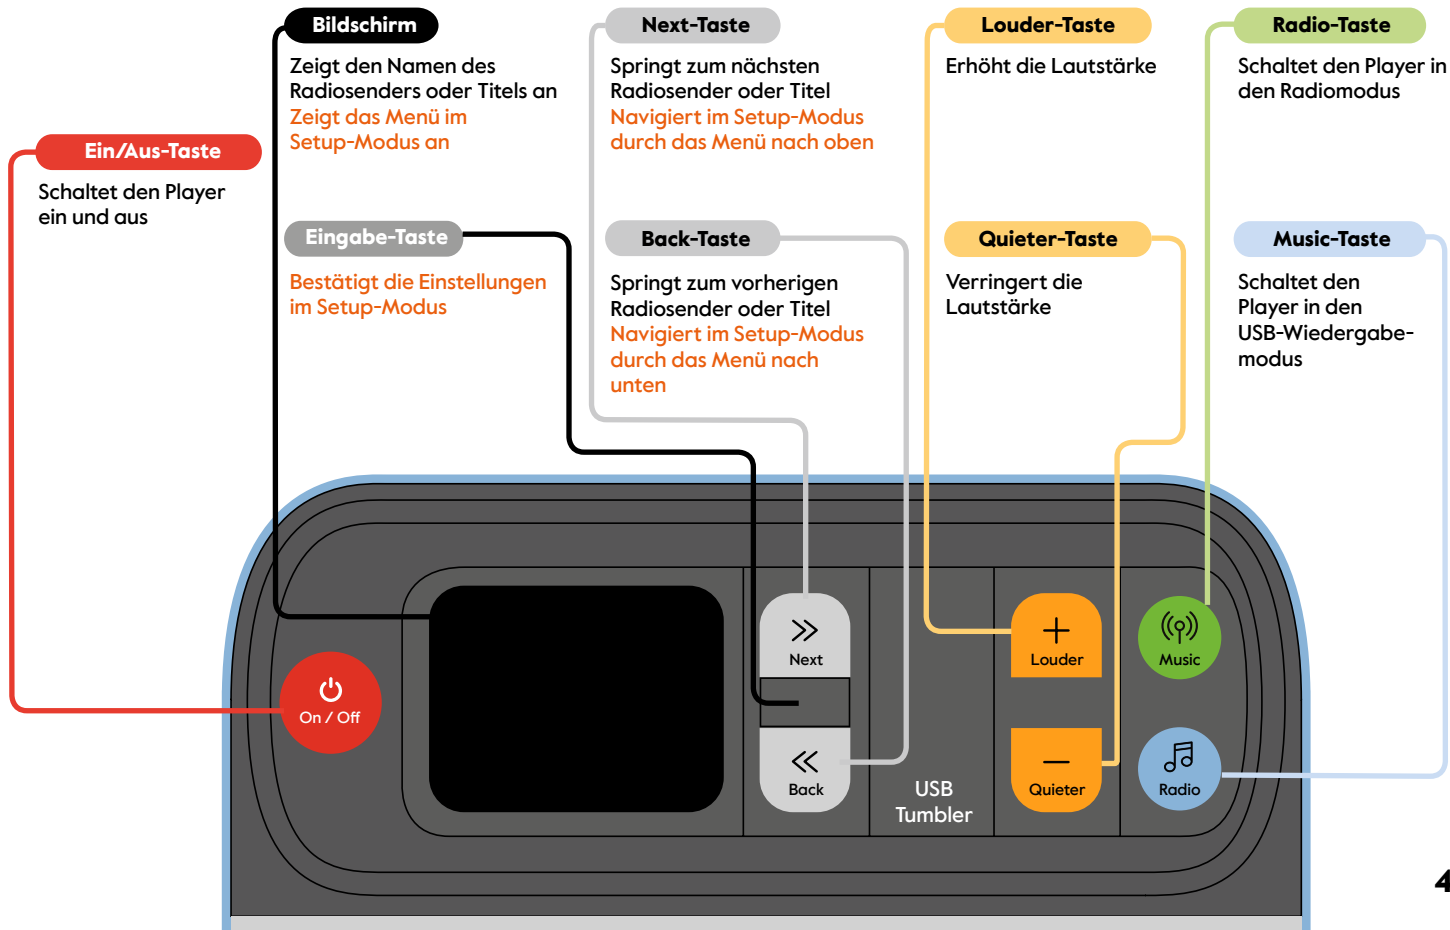 Bildschirm
Zeigt den Namen des
Radiosenders oder Titels an
Zeigt das Menü im
Setup-Modus an
Next-Taste
Springt zum nächsten
Radiosender oder Titel
Navigiert im Setup-Modus
durch das Menü nach oben
Louder-Taste
Erhöht die Lautstärke
Radio-Taste
Schaltet den Player in
den Radiomodus
Ein/Aus-Taste
Schaltet den Player
ein und aus
Eingabe-Taste
Bestätigt die Einstellungen
im Setup-Modus
Back-Taste
Springt zum vorherigen
Radiosender oder Titel
Navigiert im Setup-Modus
durch das Menü nach
unten
Quieter-Taste
Verringert die
Lautstärke
Music-Taste
Schaltet den
Player in den
USB-Wiedergabe-
modus
On / Off
Next
Back
USB
Tumbler
Louder
Quieter
Music
Radio
4